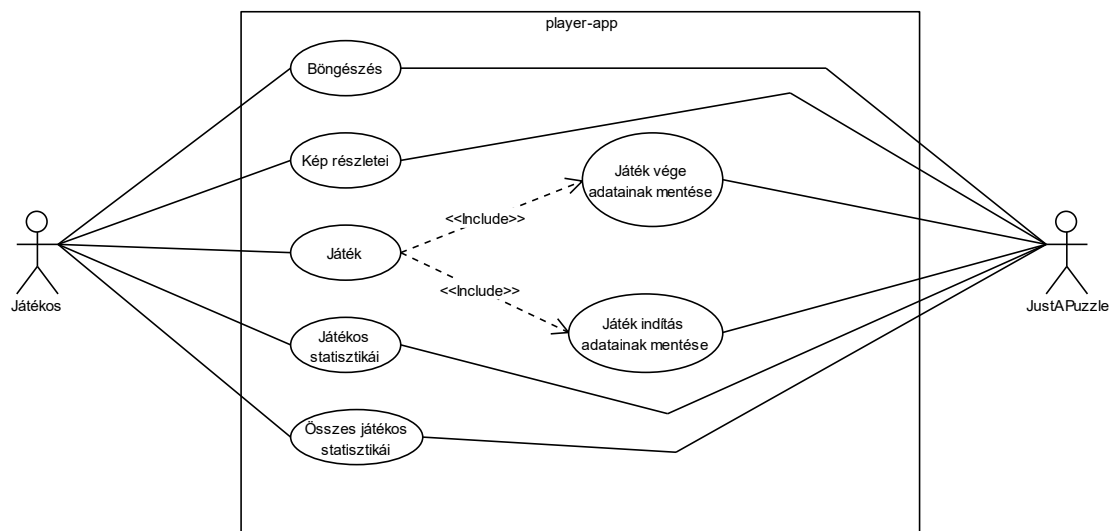 player-app
Böngészés
Kép részletei
Játék vége
adatainak mentése
<<Include>>
Játék
<<Include>>
Játékos
JustAPuzzle
Játék indítás
adatainak mentése
Játékos
statisztikái
Összes játékos
statisztikái